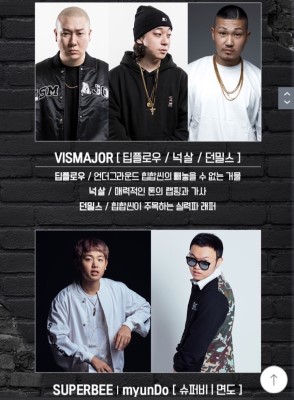 VISMAJOR [ 딥플로우 / 넉살 / 던밀스 ]
딥플로우 / 언더그라운드 힙합씬의 빼놓을 수 없는 거물
넉살 / 매력적인 톤의 랩핑과 가사
던밀스 / 힙합씬이 주목하는 실력파 래퍼
SUPERBEE | myunDo [ 슈퍼비 | 면도 ]